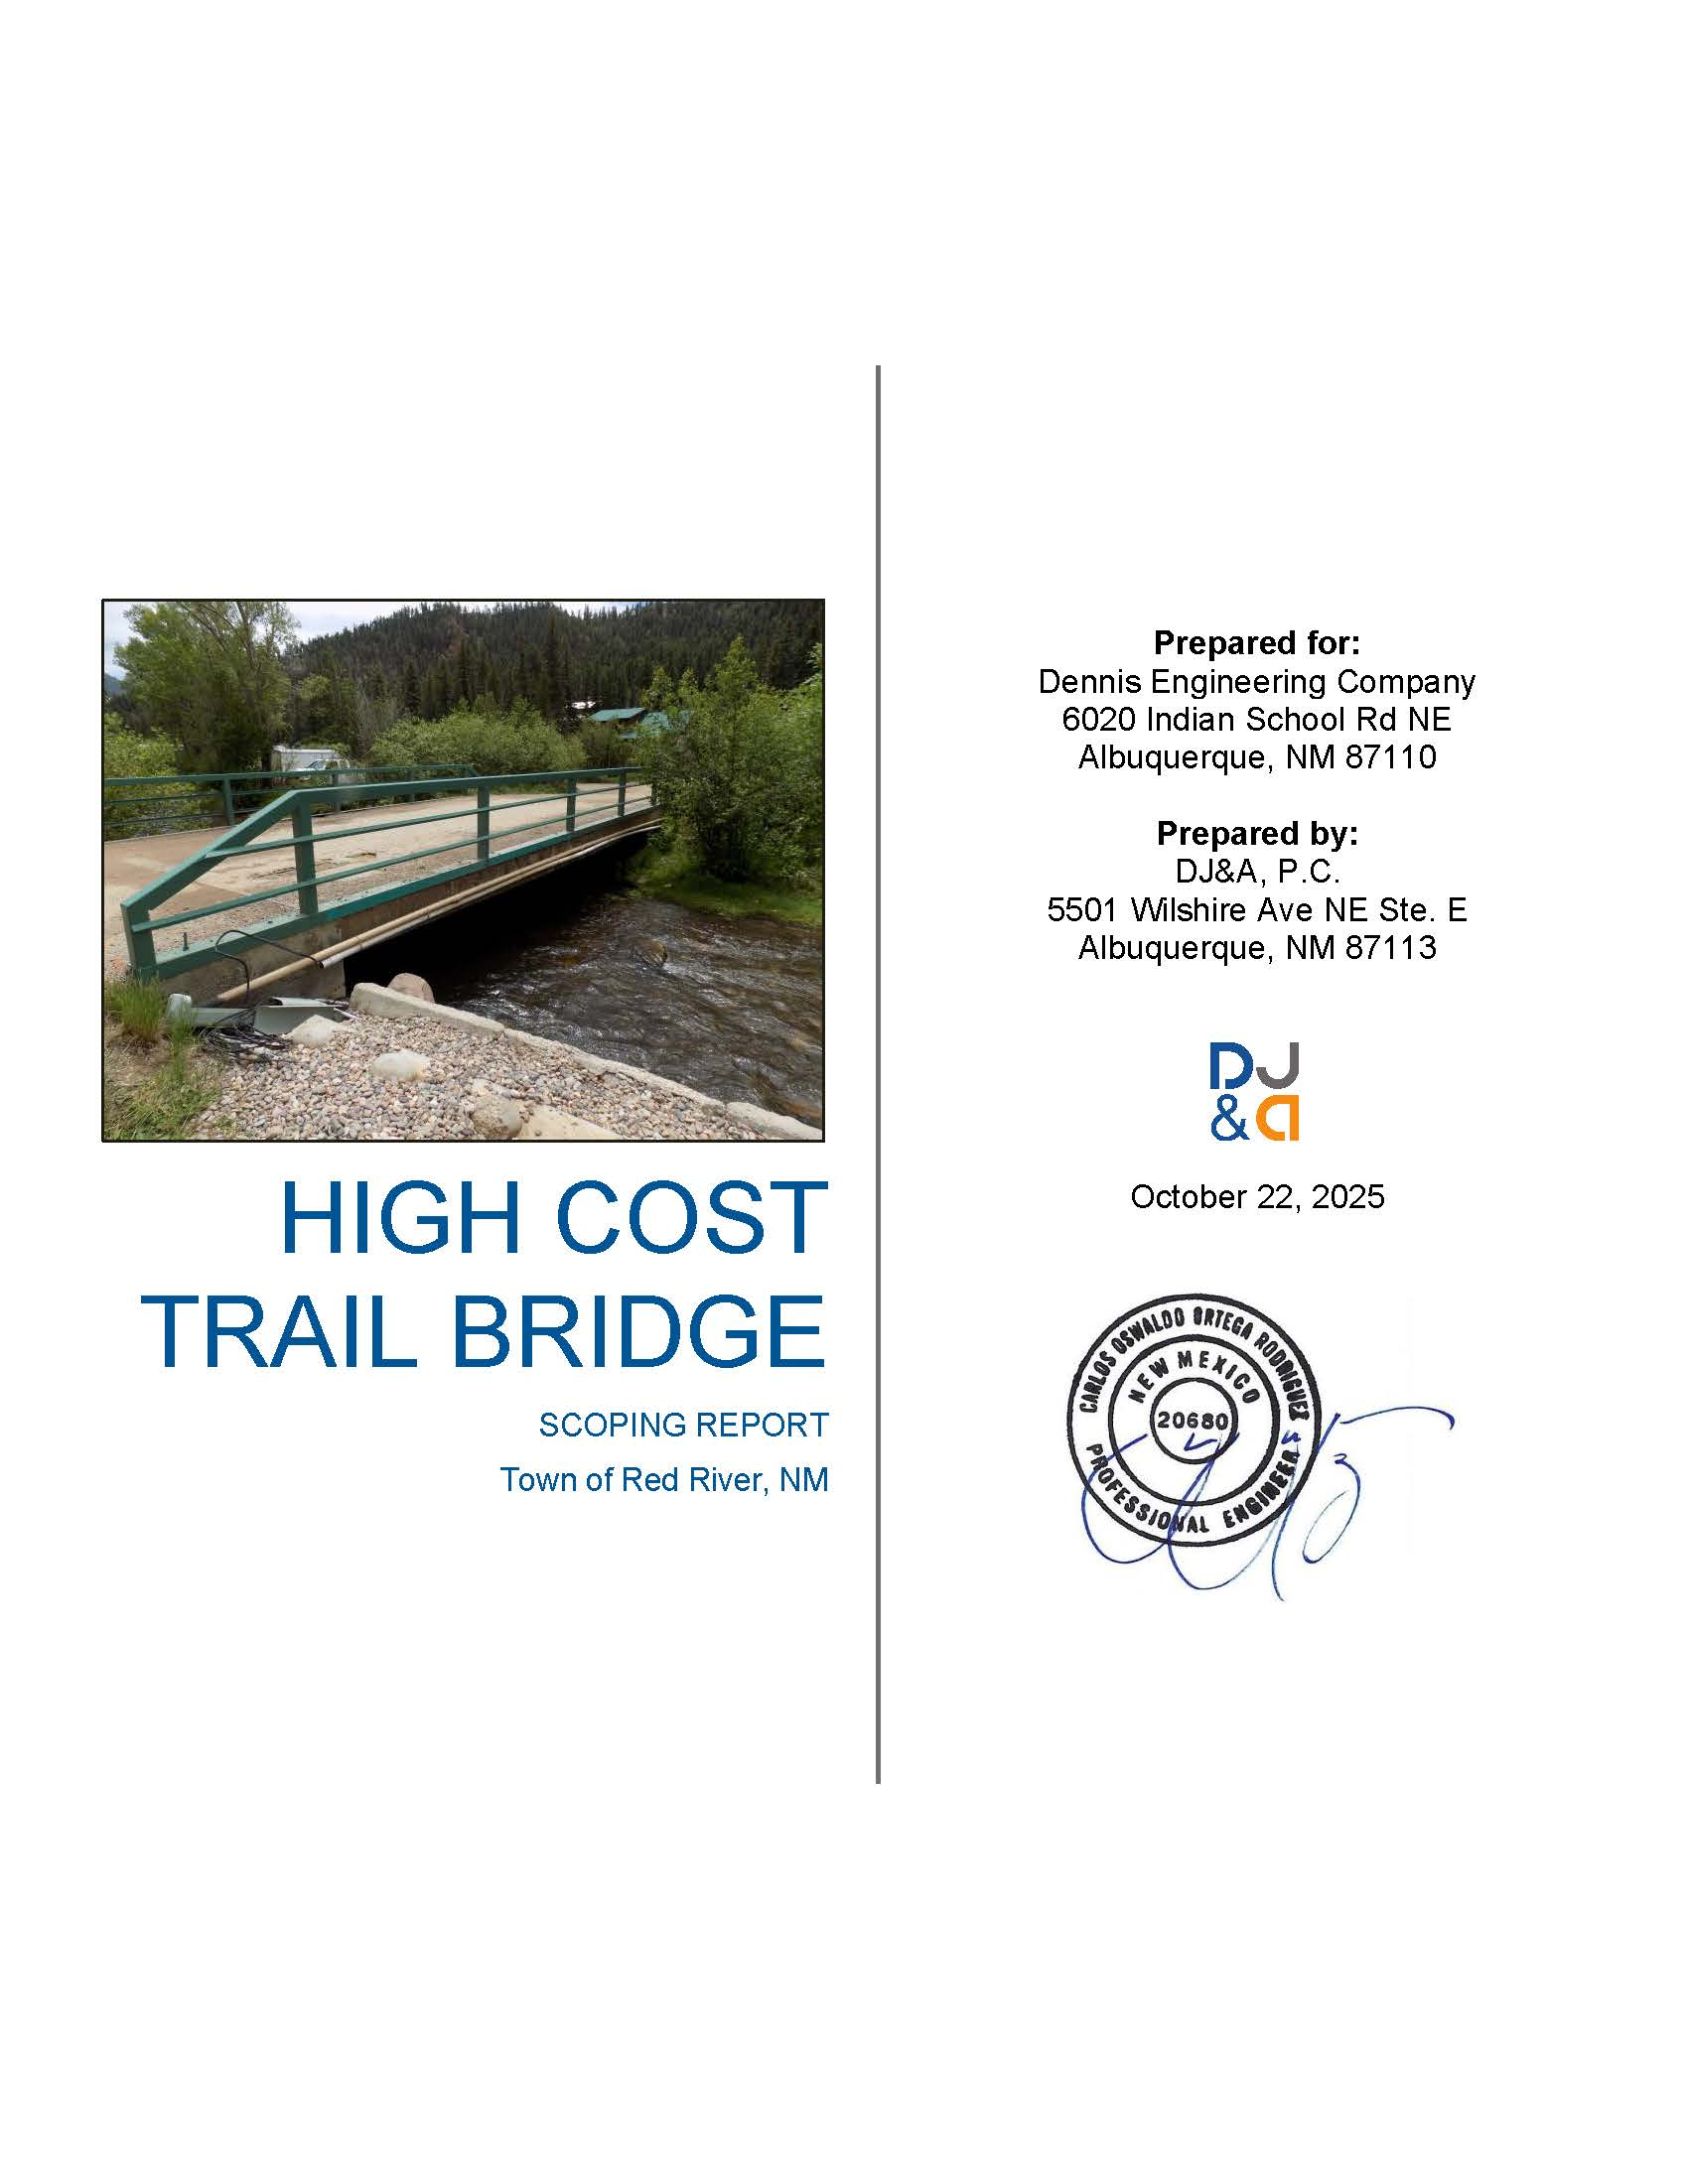 HIGH COST
TRAIL BRIDGE
SCOPING REPORT
Town of Red River, NM
Prepared for:
Dennis Engineering Company
6020 Indian School Rd NE
Albuquerque, NM 87110
Prepared by:
DJ&A, P.C.
5501 Wilshire Ave NE Ste. E
Albuquerque, NM 87113
DJ
&A
October 22, 2025
CARLOS OSWALDO ORTEGA RODRIGUEZ
NEW MEXICO
20680
PROFESSIONAL ENGINEER